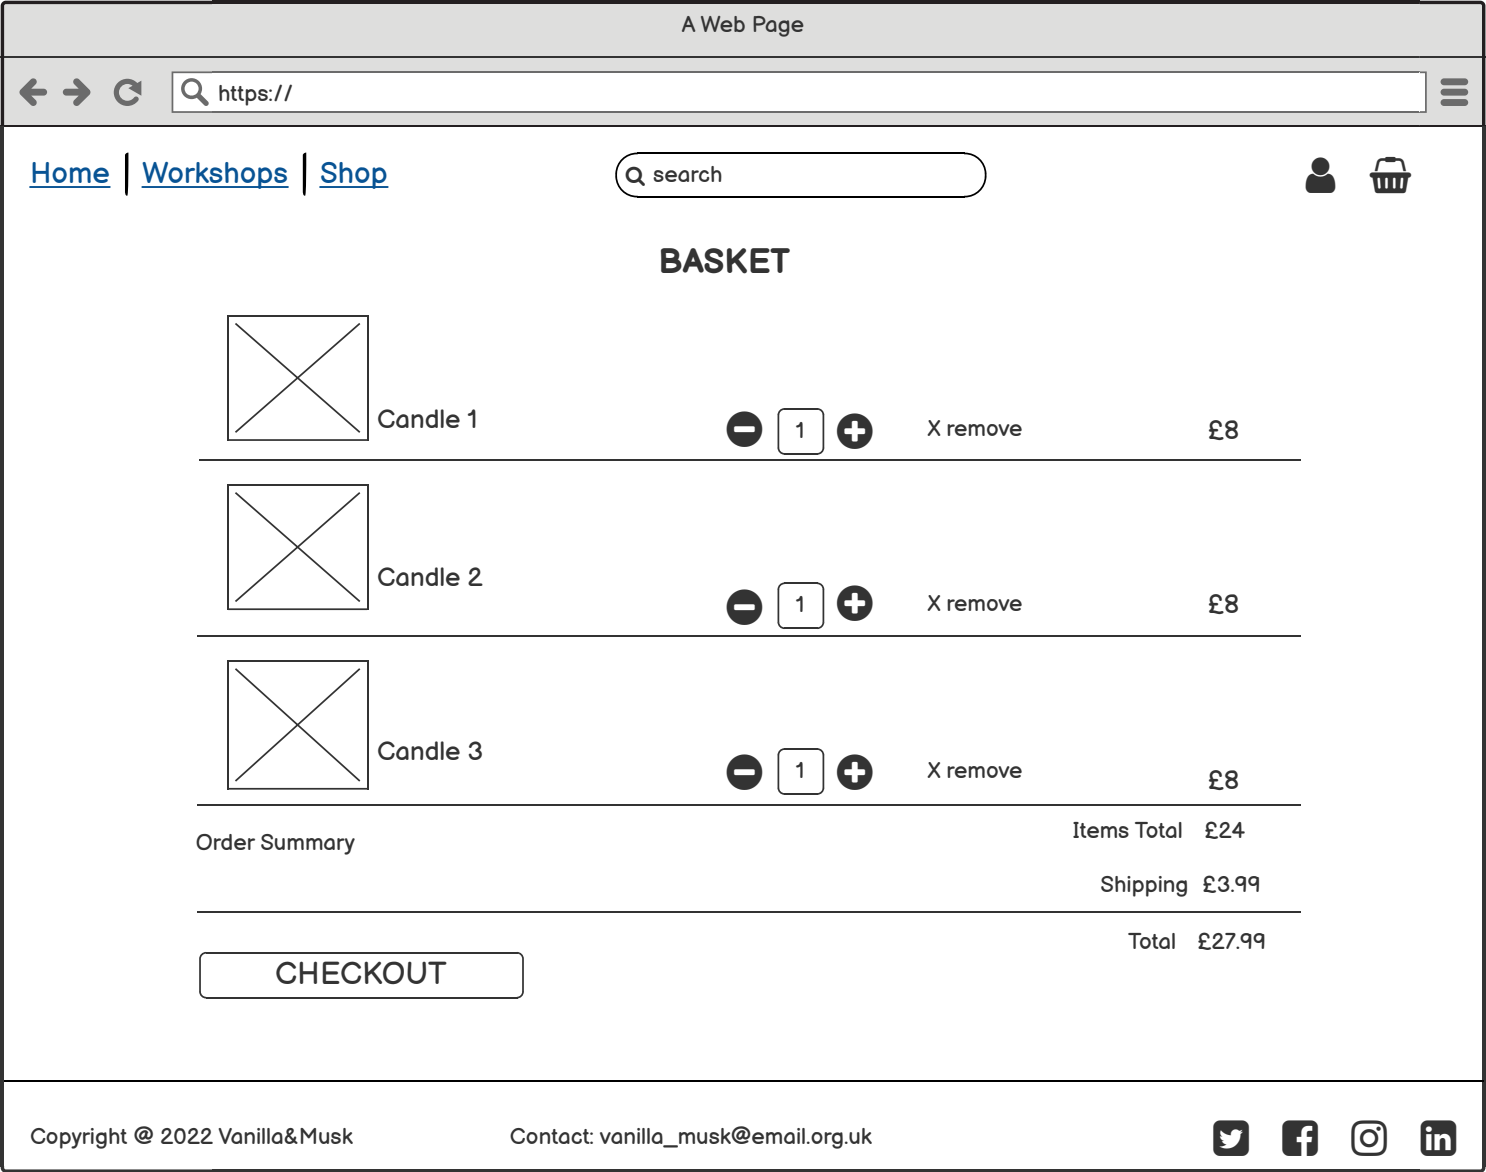 A Web Page
https://
Home Workshops Shop search
BASKET
Candle 1 1 X remove £8
Candle 2 1 X remove £8
Candle 3 1 X remove £8
Order Summary Items Total £24
Shipping £3.99
Total £27.99
CHECKOUT
Copyright @ 2022 Vanilla&Musk Contact: vanilla_musk@email.org.uk